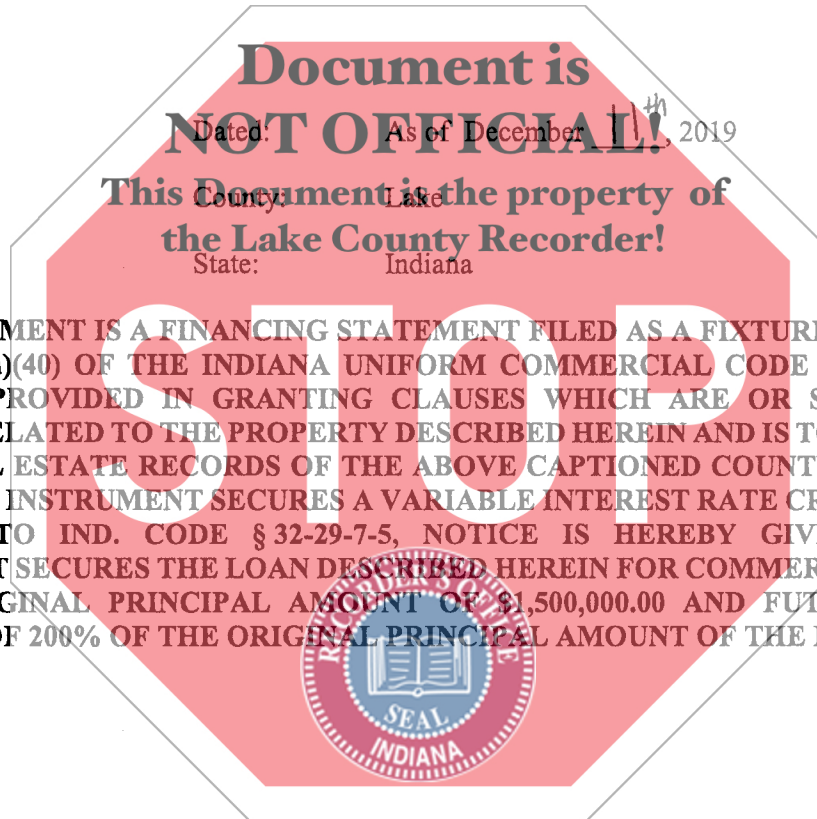 Document is
NOT OFFICIAL!
Dated: As of December 11th, 2019
This Document is the property of
County: Lake
the Lake County Recorder!
State: Indiana
STOP
MENT IS A FINANCING STATEMENT FILED AS A FIXTUR
)(40) OF THE INDIANA UNIFORM COMMERCIAL CODE
PROVIDED IN GRANTING CLAUSES WHICH ARE OR S
ELATED TO THE PROPERTY DESCRIBED HEREIN AND IS T
L ESTATE RECORDS OF THE ABOVE CAPTIONED COUNT
INSTRUMENT SECURES A VARIABLE INTEREST RATE CR
TO IND. CODE § 32-29-7-5, NOTICE IS HEREBY GIV
T SECURES THE LOAN DESCRIBED HEREIN FOR COMMER
GINAL PRINCIPAL AMOUNT OF $1,500,000.00 AND FUT
OF 200% OF THE ORIGINAL PRINCIPAL AMOUNT OF THE
RECORDER'S OFFICE
SEAL
INDIANA